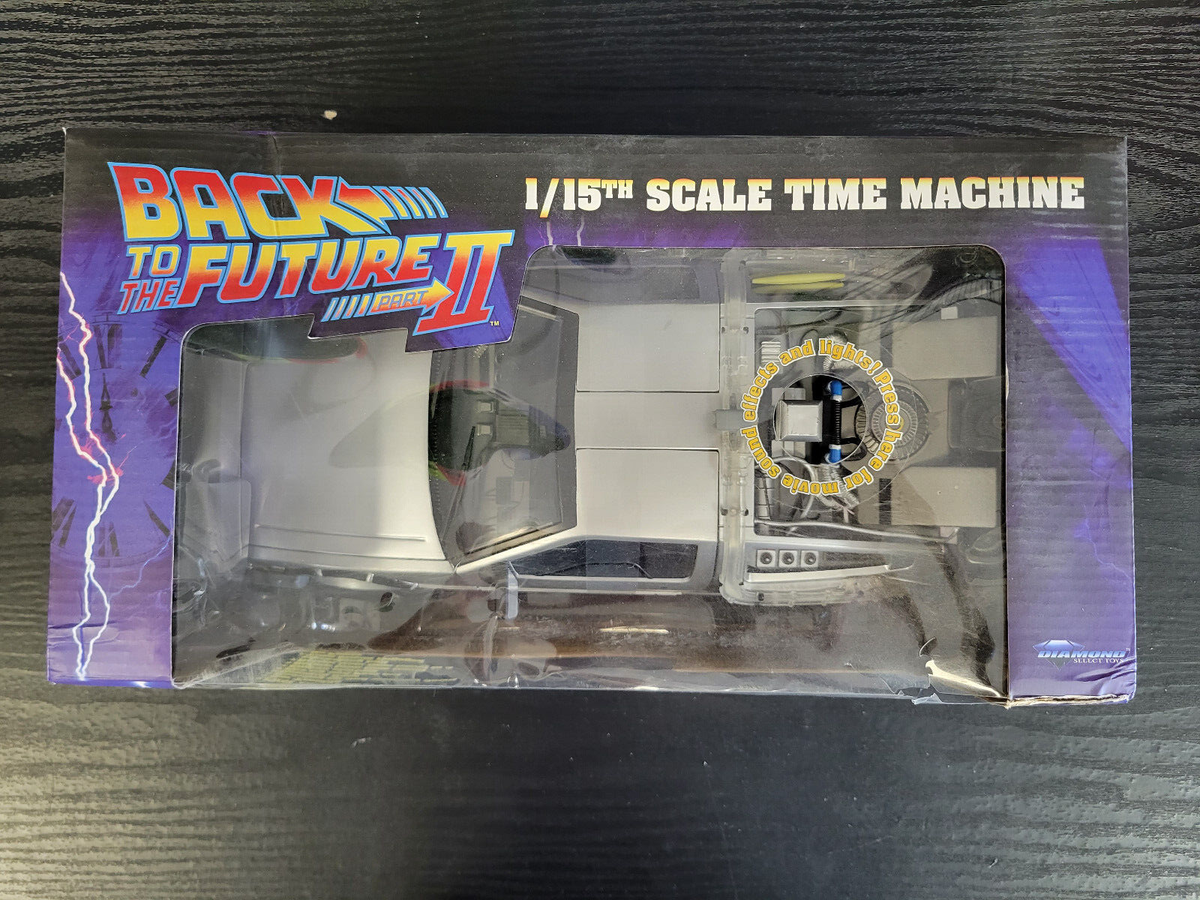 BACK
TO THE FUTURE
PART II
TM
1/15TH SCALE TIME MACHINE
Press here for movie sound effects and lights!
DIAMOND
SELECT TOYS